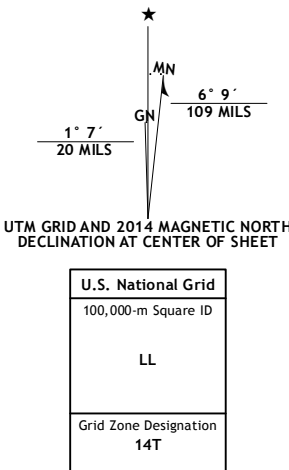 ★
MN
GN
6° 9´
109 MILS
1° 7´
20 MILS
UTM GRID AND 2014 MAGNETIC NORTH
DECLINATION AT CENTER OF SHEET
U.S. National Grid
100,000-m Square ID
LL
Grid Zone Designation
14T